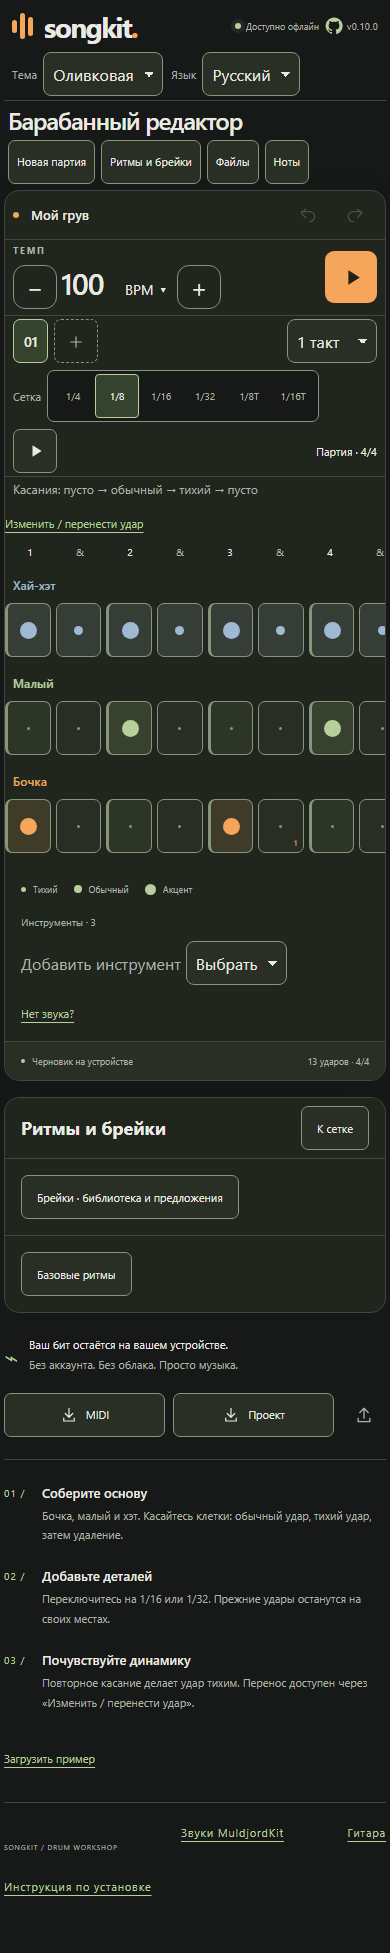 songkit.
Доступно офлайн v0.10.0
Тема Оливковая Язык Русский
Барабанный редактор
Новая партия Ритмы и брейки Файлы Ноты
Мой грув
ТЕМП
− 100 BPM ▾ +
01 + 1 такт
Сетка 1/4 1/8 1/16 1/32 1/8T 1/16T
Партия · 4/4
Касания: пусто → обычный → тихий → пусто
Изменить / перенести удар
1 & 2 & 3 & 4 &
Хай-хэт
Малый
Бочка
1
Тихий Обычный Акцент
Инструменты · 3
Добавить инструмент Выбрать
Нет звука?
Черновик на устройстве 13 ударов · 4/4
Ритмы и брейки К сетке
Брейки · библиотека и предложения
Базовые ритмы
Ваш бит остаётся на вашем устройстве.
Без аккаунта. Без облака. Просто музыка.
MIDI Проект
01 / Соберите основу
Бочка, малый и хэт. Касайтесь клетки: обычный удар, тихий удар,
затем удаление.
02 / Добавьте деталей
Переключитесь на 1/16 или 1/32. Прежние удары останутся на
своих местах.
03 / Почувствуйте динамику
Повторное касание делает удар тихим. Перенос доступен через
«Изменить / перенести удар».
Загрузить пример
SONGKIT / DRUM WORKSHOP Звуки MuldjordKit Гитара
Инструкция по установке